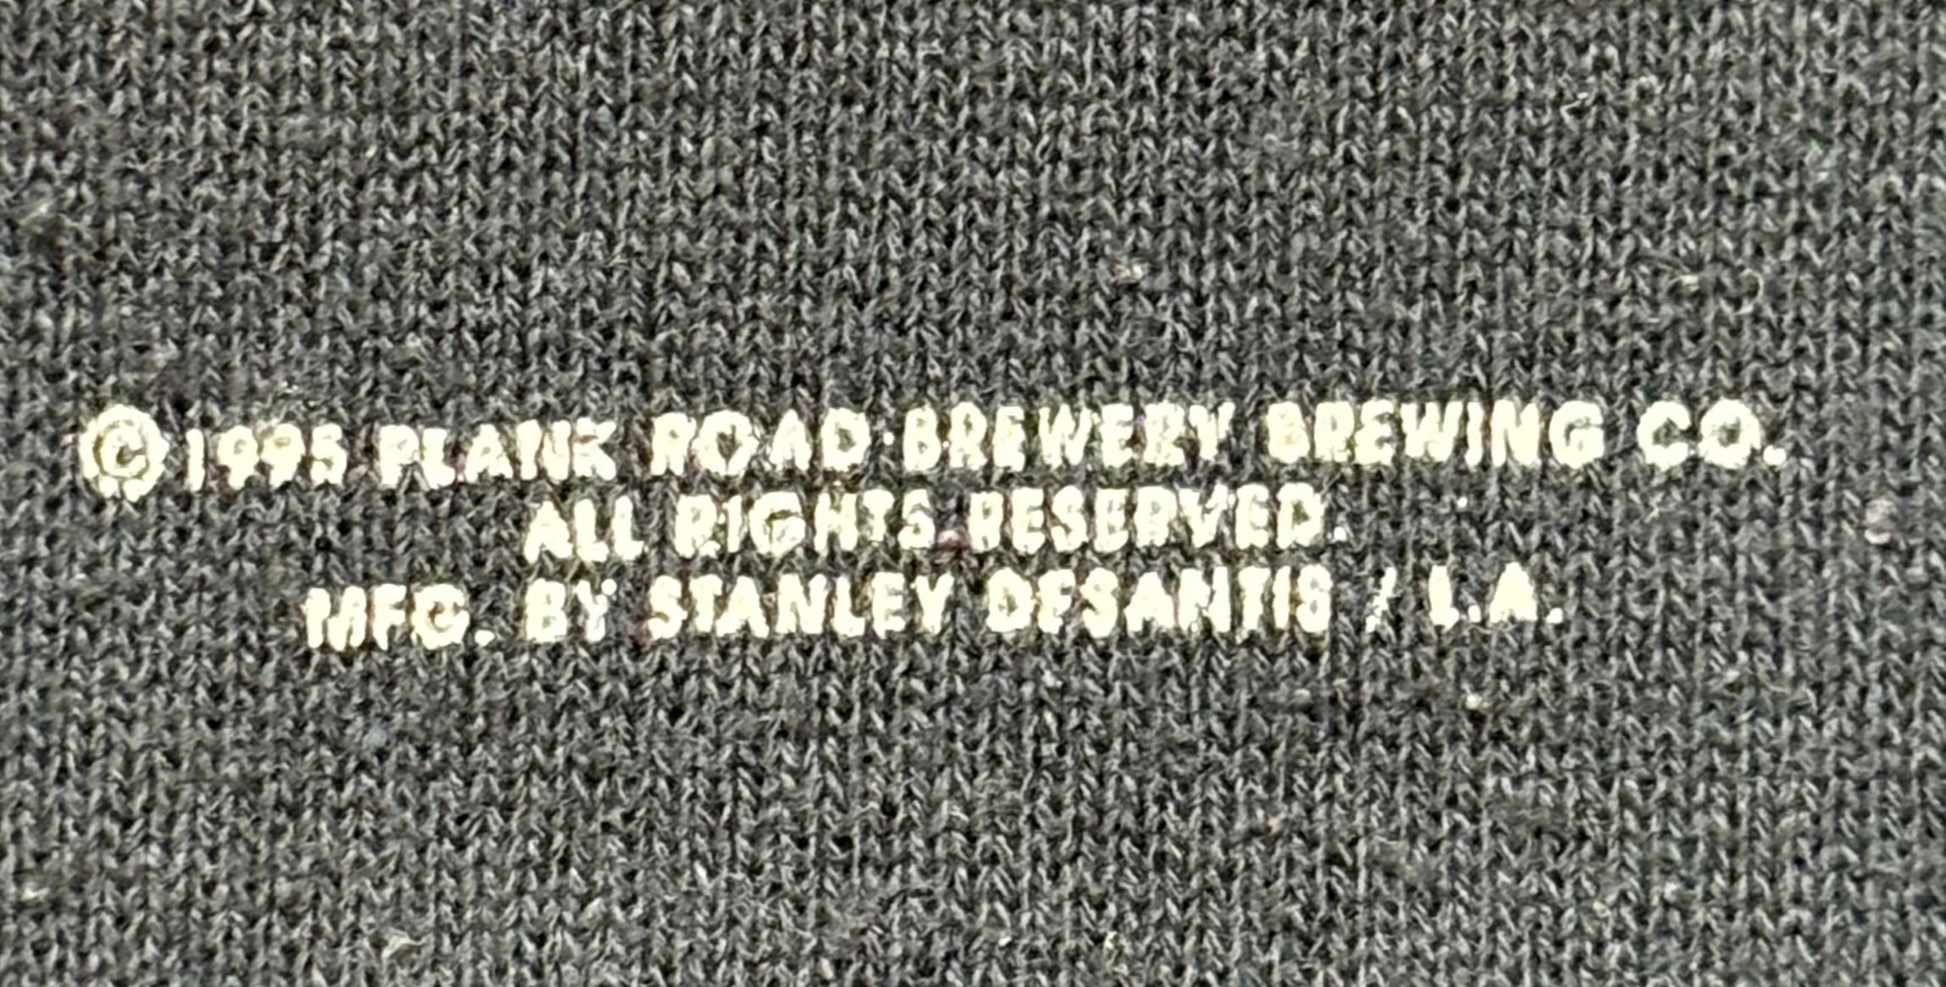 © 1995 PLANK ROAD BREWERY BREWING CO.
ALL RIGHTS RESERVED.
MFG. BY STANLEY DESANTIS / L.A.